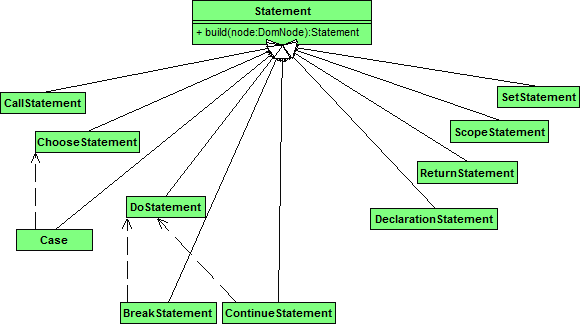 Statement
+ build(node:DomNode):Statement
CallStatement
SetStatement
ChooseStatement
ScopeStatement
ReturnStatement
DoStatement
DeclarationStatement
Case
BreakStatement
ContinueStatement